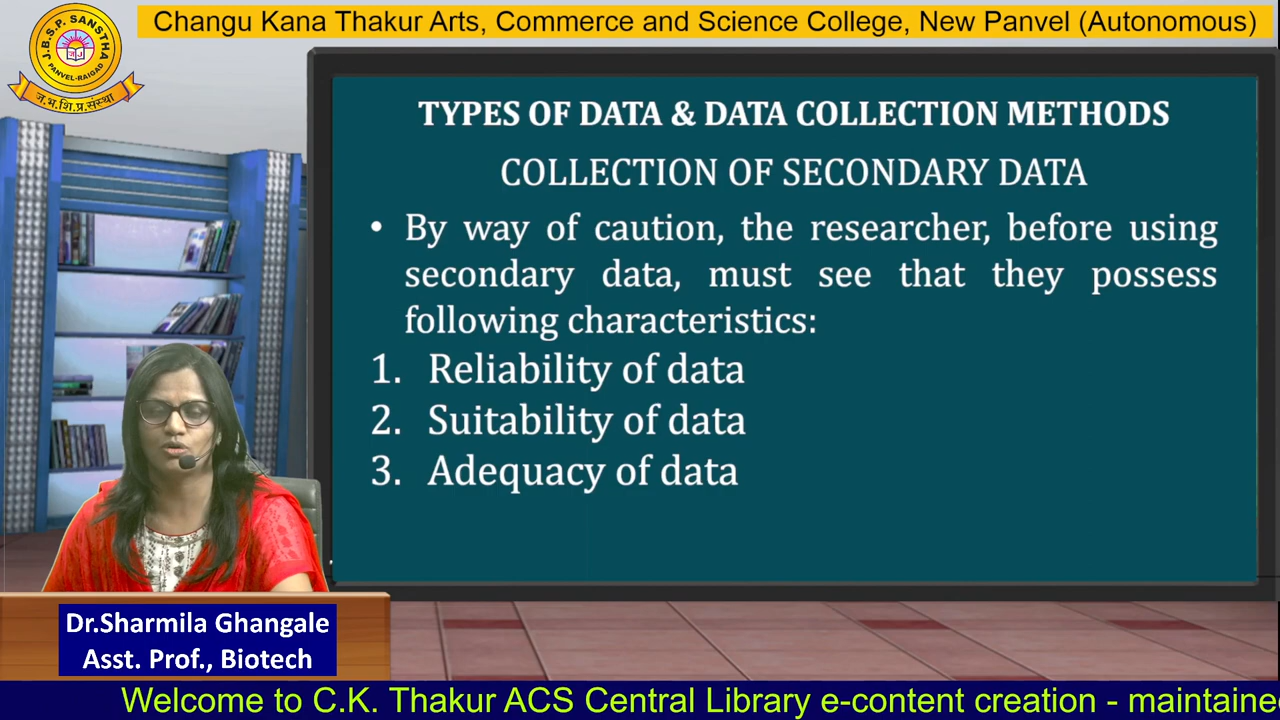 Changu Kana Thakur Arts, Commerce and Science College, New Panvel (Autonomous)
J.B.S.P. SANSTHA
PANVEL-RAIGAD
ज.भ.शि.प्र.संस्था
TYPES OF DATA & DATA COLLECTION METHODS
COLLECTION OF SECONDARY DATA
• By way of caution, the researcher, before using
secondary data, must see that they possess
following characteristics:
1. Reliability of data
2. Suitability of data
3. Adequacy of data
Dr.Sharmila Ghangale
Asst. Prof., Biotech
Welcome to C.K. Thakur ACS Central Library e-content creation - maintaine